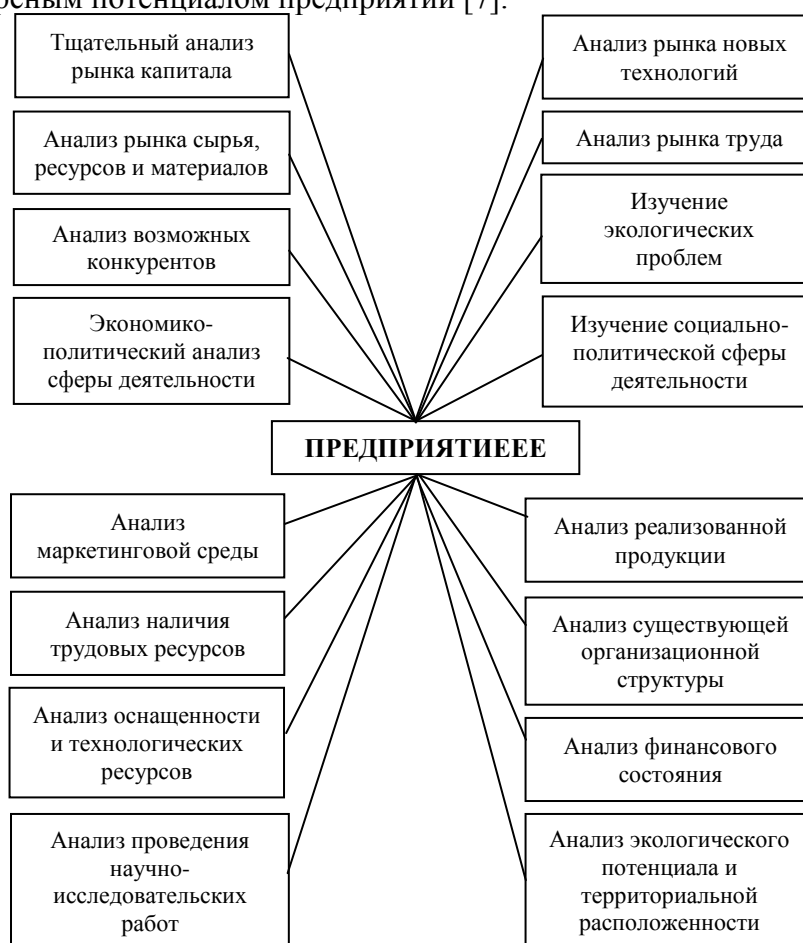 потенциалом предприятий [7].
Тщательный анализ
рынка капитала
Анализ рынка сырья,
ресурсов и материалов
Анализ возможных
конкурентов
Экономико-
политический анализ
сферы деятельности
Анализ рынка новых
технологий
Анализ рынка труда
Изучение
экологических
проблем
Изучение социально-
политической сферы
деятельности
ПРЕДПРИЯТИЕЕЕ
Анализ
маркетинговой среды
Анализ наличия
трудовых ресурсов
Анализ оснащенности
и технологических
ресурсов
Анализ проведения
научно-
исследовательских
работ
Анализ реализованной
продукции
Анализ существующей
организационной
структуры
Анализ финансового
состояния
Анализ экологического
потенциала и
территориальной
расположенности